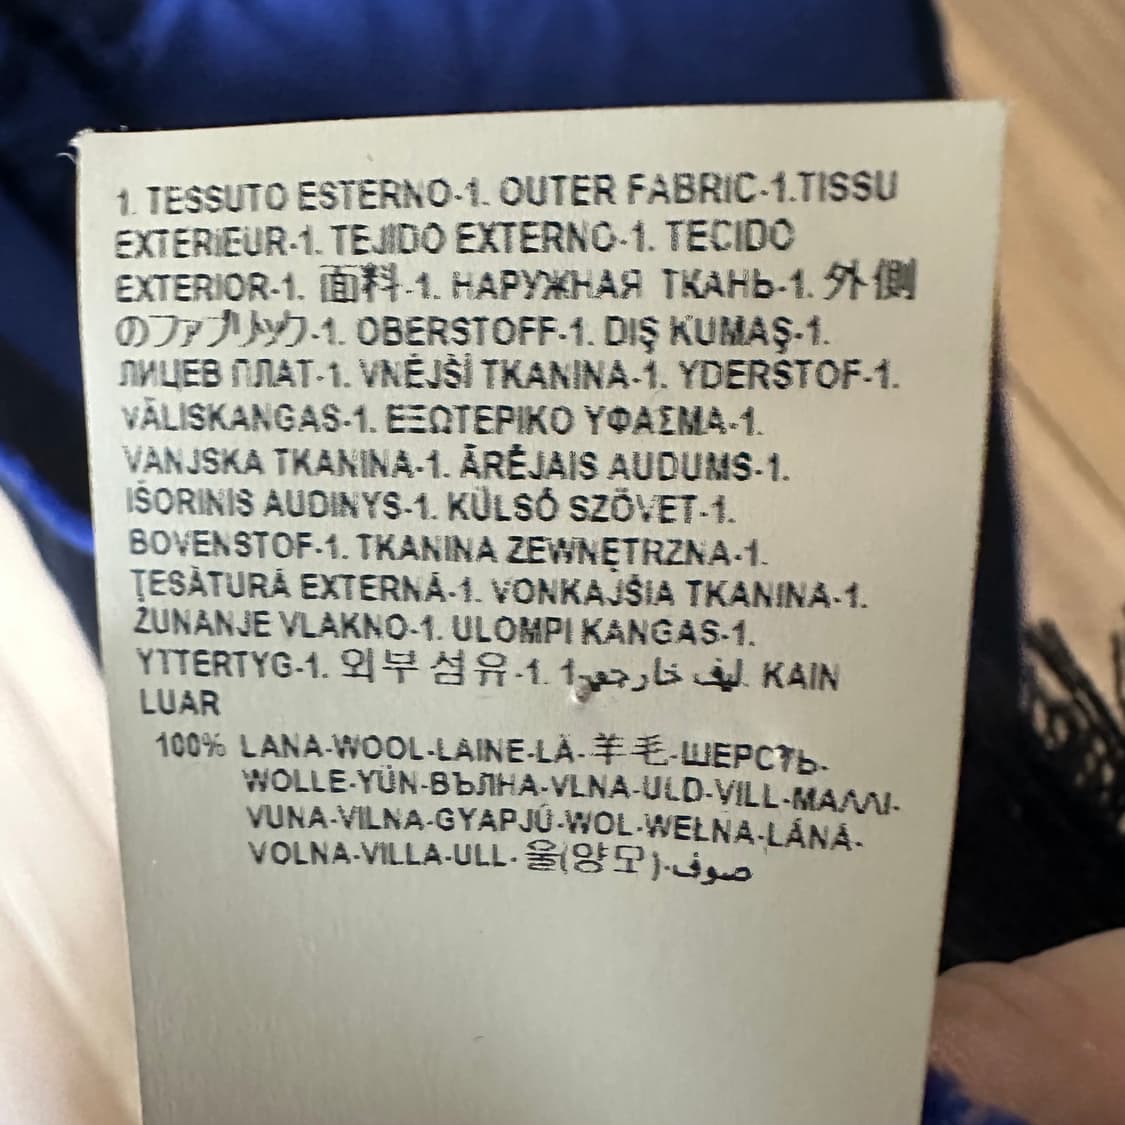 1. TESSUTO ESTERNO-1. OUTER FABRIC-1.TISSU
EXTERIEUR-1. TEJIDO EXTERNO-1. TECIDO
EXTERIOR-1. 面料-1. НАРУЖНАЯ ТКАНЬ-1. 外側
のファブリック-1. OBERSTOFF-1. DIŞ KUMAŞ-1.
ЛИЦЕВ ПЛАТ-1. VNĚJŠÍ TKANINA-1. YDERSTOF-1.
VÄLISKANGAS-1. ΕΞΩΤΕΡΙΚΟ ΥΦΑΣΜΑ-1.
VANJSKA TKANINA-1. ĀRĒJAIS AUDUMS-1.
IŠORINIS AUDINYS-1. KÜLSŐ SZÖVET-1.
BOVENSTOF-1. TKANINA ZEWNĘTRZNA-1.
ŢESĂTURĂ EXTERNĂ-1. VONKAJŠIA TKANINA-1.
ZUNANJE VLAKNO-1. ULOMPI KANGAS-1.
YTTERTYG-1. 외부 섬유-1. ليف خارجي1. KAIN
LUAR
100% LANA-WOOL-LAINE-LÃ-羊毛-ШЕРСТЬ-
WOLLE-YÜN-ВЪЛНА-VLNA-ULD-VILL-ΜΑΛΛΙ-
VUNA-VILNA-GYAPJÚ-WOL-WEŁNA-LÂNĂ-
VOLNA-VILLA-ULL-울(양모)-صوف